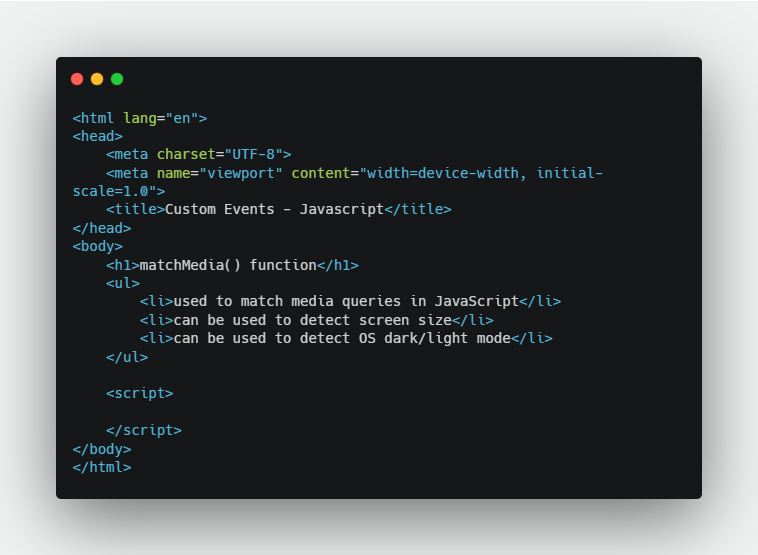 <html lang="en">
<head>
    <meta charset="UTF-8">
    <meta name="viewport" content="width=device-width, initial-
scale=1.0">
    <title>Custom Events - Javascript</title>
</head>
<body>
    <h1>matchMedia() function</h1>
    <ul>
        <li>used to match media queries in JavaScript</li>
        <li>can be used to detect screen size</li>
        <li>can be used to detect OS dark/light mode</li>
    </ul>

    <script>

    </script>
</body>
</html>